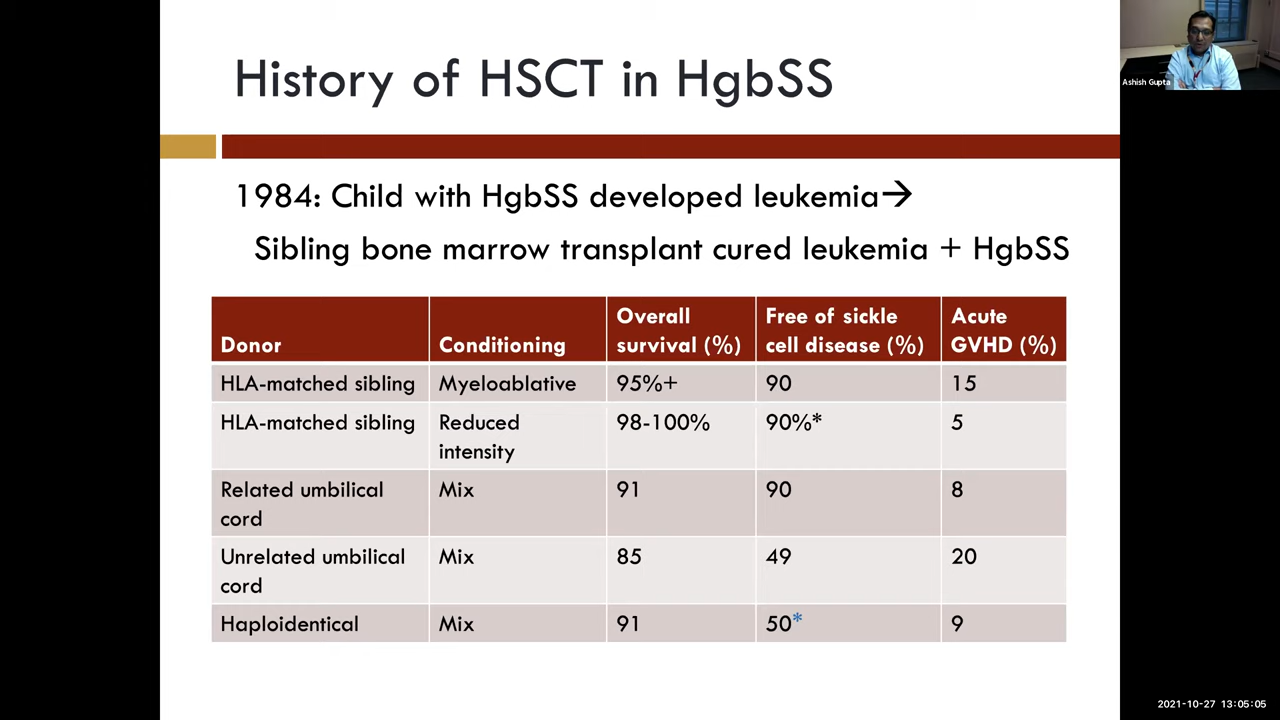 History of HSCT in HgbSS
Ashish Gupta
1984: Child with HgbSS developed leukemia→
Sibling bone marrow transplant cured leukemia + HgbSS
Donor Conditioning Overall survival (%) Free of sickle cell disease (%) Acute GVHD (%)
HLA-matched sibling Myeloablative 95%+ 90 15
HLA-matched sibling Reduced intensity 98-100% 90%* 5
Related umbilical cord Mix 91 90 8
Unrelated umbilical cord Mix 85 49 20
Haploidentical Mix 91 50* 9
2021-10-27 13:05:05